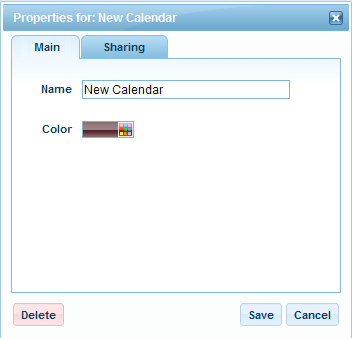 Properties for: New Calendar
Main Sharing
Name New Calendar
Color
Delete Save Cancel